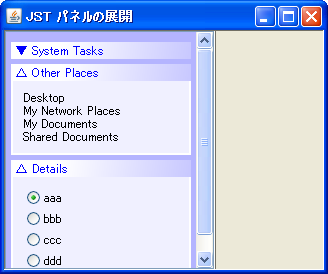 JST パネルの展開
▼ System Tasks
△ Other Places
Desktop
My Network Places
My Documents
Shared Documents
△ Details
aaa
bbb
ccc
ddd